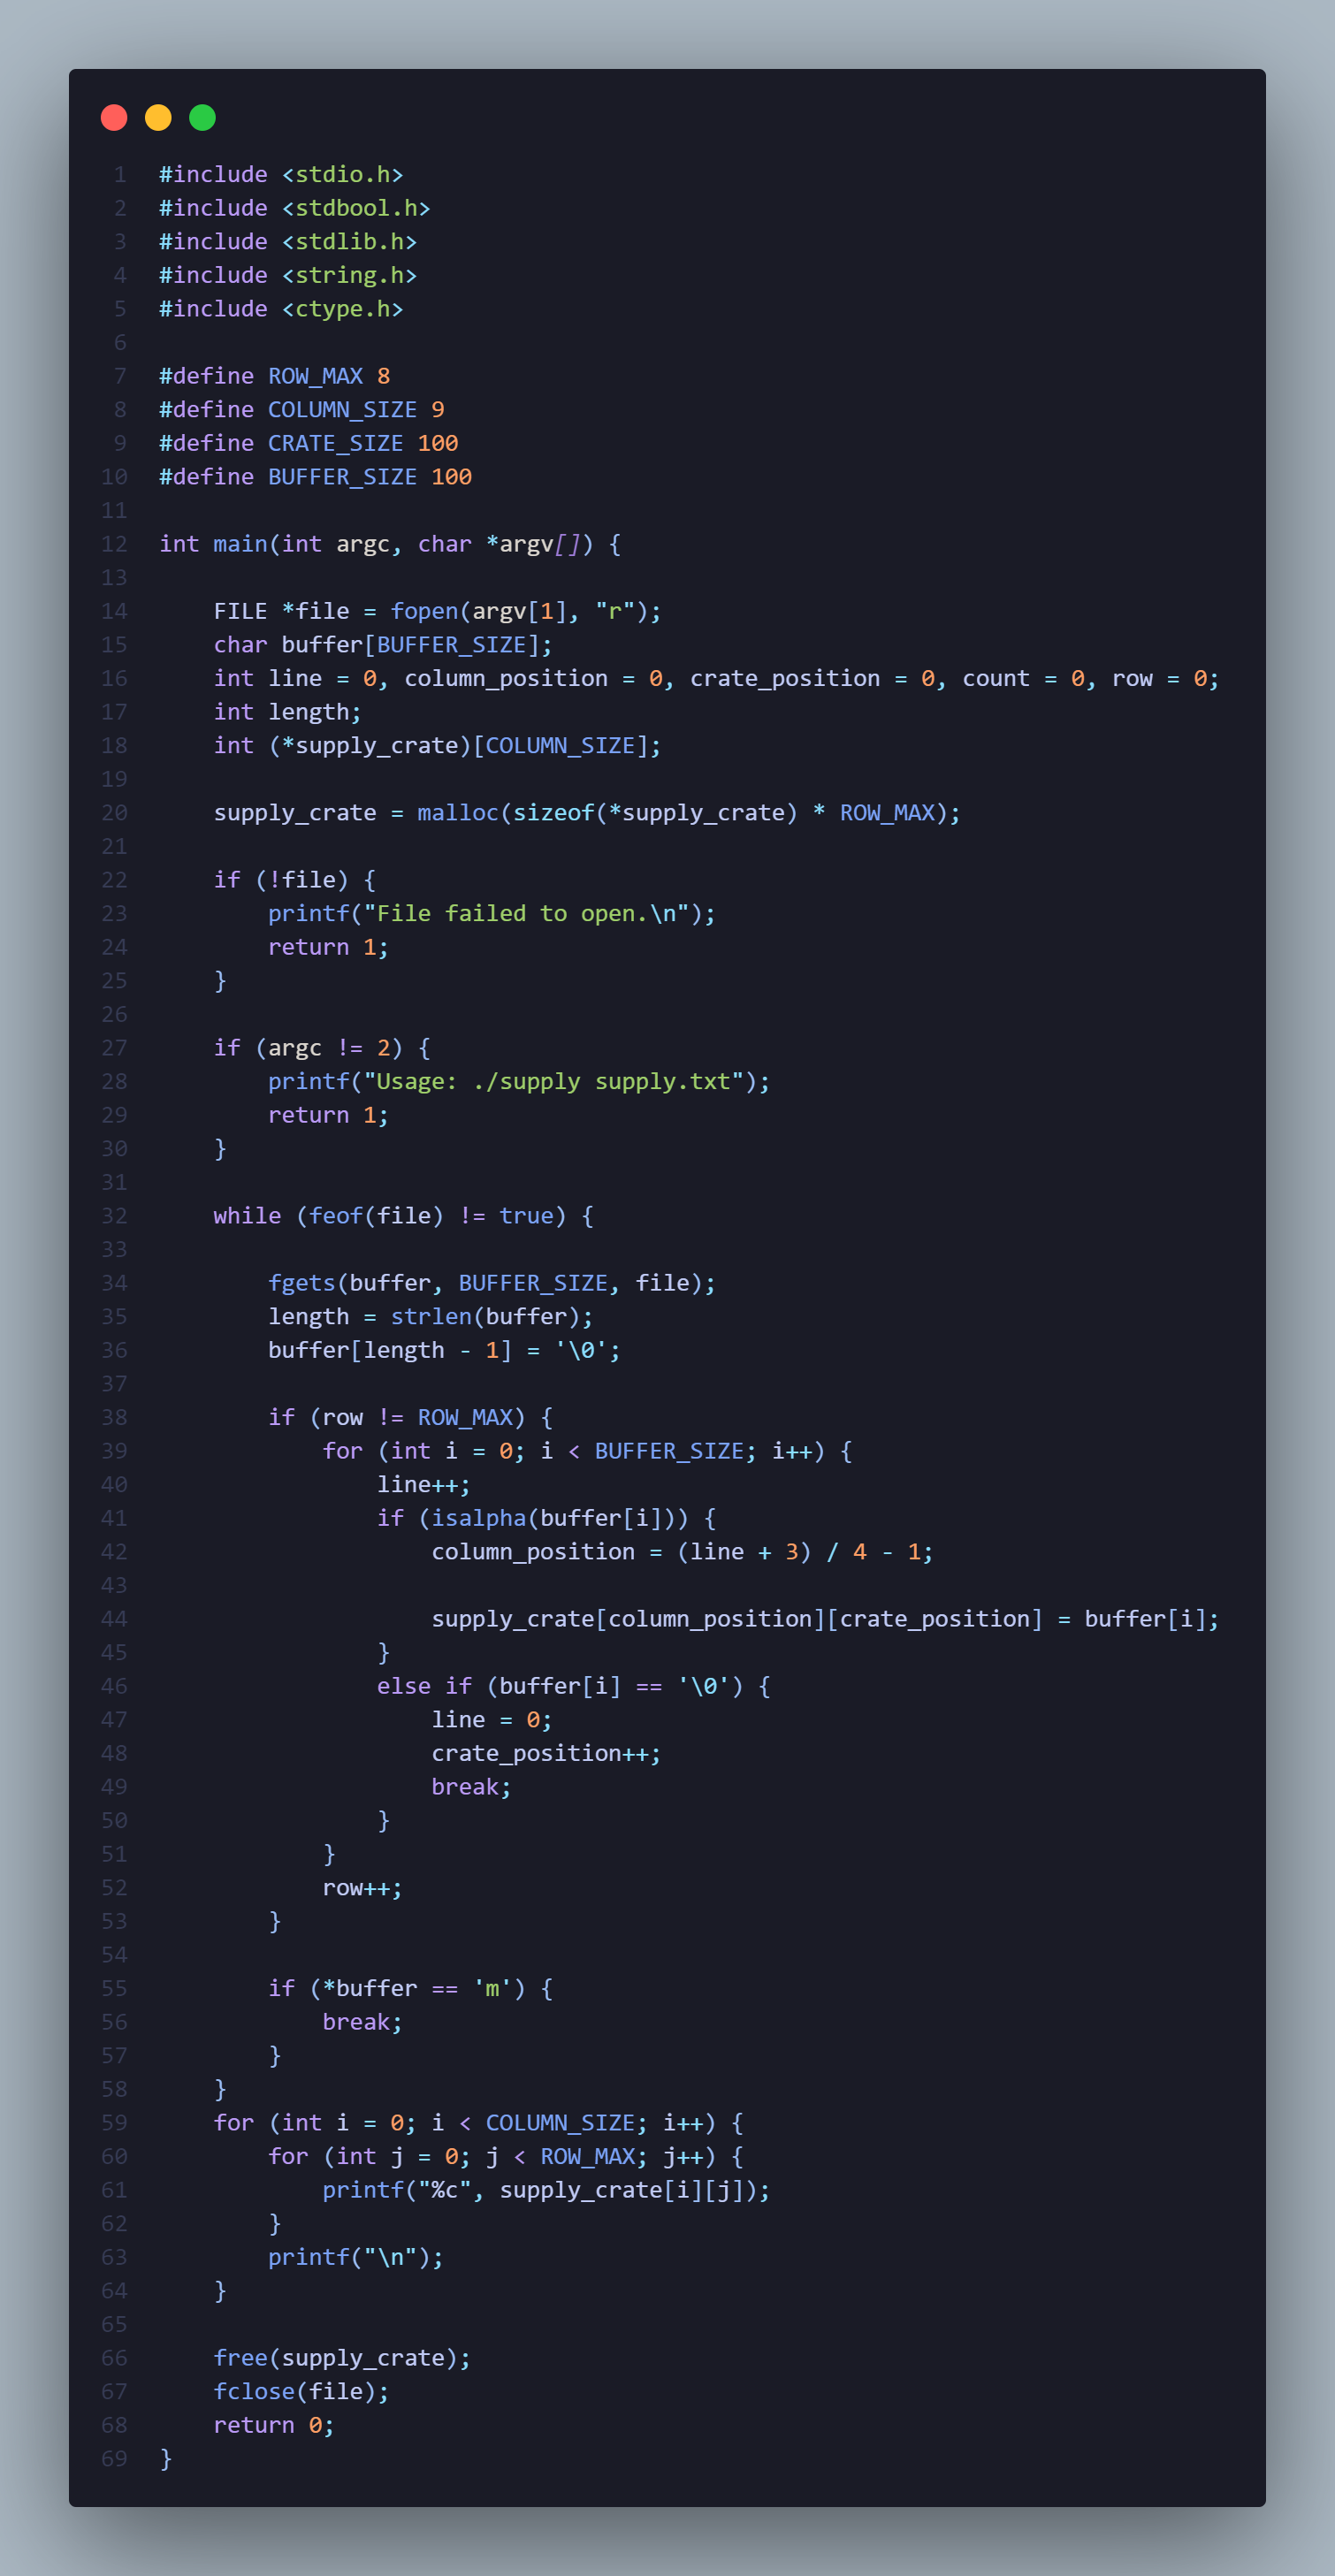 1 #include <stdio.h>
2 #include <stdbool.h>
3 #include <stdlib.h>
4 #include <string.h>
5 #include <ctype.h>
6
7 #define ROW_MAX 8
8 #define COLUMN_SIZE 9
9 #define CRATE_SIZE 100
10 #define BUFFER_SIZE 100
11
12 int main(int argc, char *argv[]) {
13
14     FILE *file = fopen(argv[1], "r");
15     char buffer[BUFFER_SIZE];
16     int line = 0, column_position = 0, crate_position = 0, count = 0, row = 0;
17     int length;
18     int (*supply_crate)[COLUMN_SIZE];
19
20     supply_crate = malloc(sizeof(*supply_crate) * ROW_MAX);
21
22     if (!file) {
23         printf("File failed to open.\n");
24         return 1;
25     }
26
27     if (argc != 2) {
28         printf("Usage: ./supply supply.txt");
29         return 1;
30     }
31
32     while (feof(file) != true) {
33
34         fgets(buffer, BUFFER_SIZE, file);
35         length = strlen(buffer);
36         buffer[length - 1] = '\0';
37
38         if (row != ROW_MAX) {
39             for (int i = 0; i < BUFFER_SIZE; i++) {
40                 line++;
41                 if (isalpha(buffer[i])) {
42                     column_position = (line + 3) / 4 - 1;
43
44                     supply_crate[column_position][crate_position] = buffer[i];
45                 }
46                 else if (buffer[i] == '\0') {
47                     line = 0;
48                     crate_position++;
49                     break;
50                 }
51             }
52             row++;
53         }
54
55         if (*buffer == 'm') {
56             break;
57         }
58     }
59     for (int i = 0; i < COLUMN_SIZE; i++) {
60         for (int j = 0; j < ROW_MAX; j++) {
61             printf("%c", supply_crate[i][j]);
62         }
63         printf("\n");
64     }
65
66     free(supply_crate);
67     fclose(file);
68     return 0;
69 }